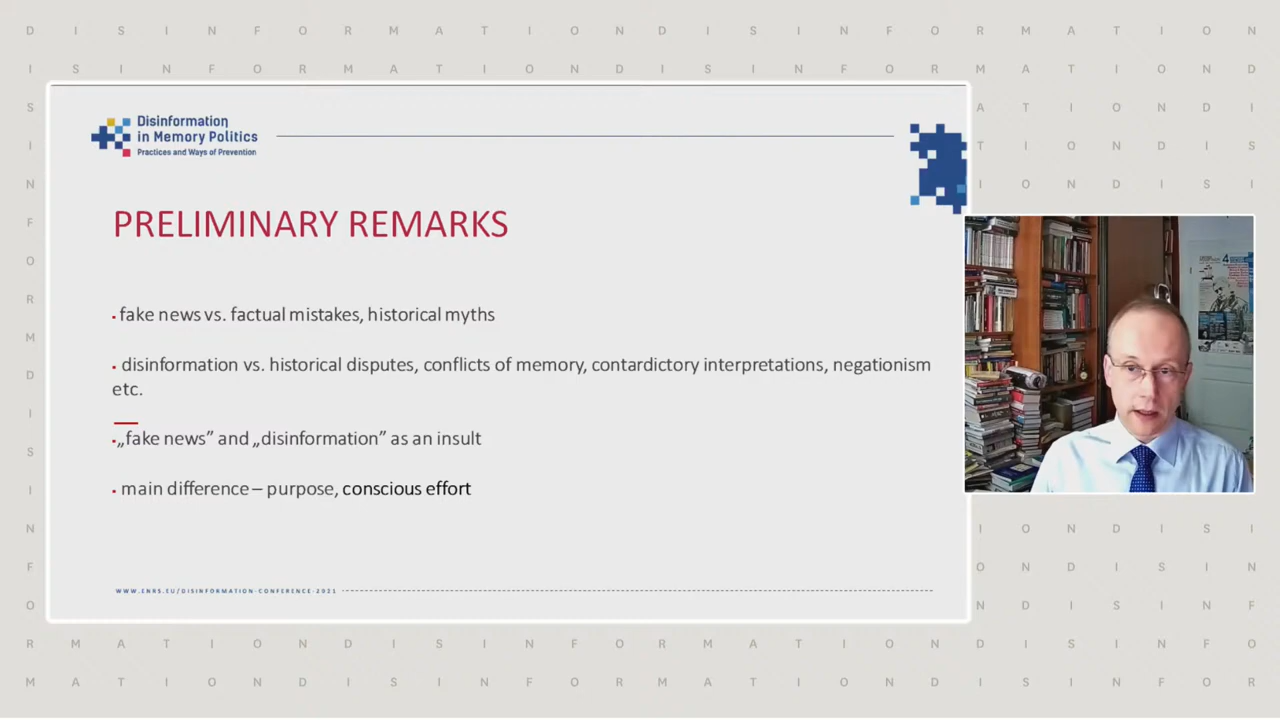 D I S I N F O R M A T I O N D I S I N F O R M A T I O N
I S I N F O R M A T I O N D I S I N F O R M A T I O N D
S A T I O N D I
I T I O N D I S
N I O N D I S I
F
O
R
M
D
I
S
I
N I O N D I S I
F O N D I S I N
O N D I S I N F
R M A T I O N D I S I N F O R M A T I O N D I S I N F O
M A T I O N D I S I N F O R M A T I O N D I S I N F O R
Disinformation
in Memory Politics
Practices and Ways of Prevention
PRELIMINARY REMARKS
fake news vs. factual mistakes, historical myths
disinformation vs. historical disputes, conflicts of memory, contardictory interpretations, negationism
etc.
„fake news” and „disinformation” as an insult
main difference – purpose, conscious effort
WWW.ENRS.EU/DISINFORMATION-CONFERENCE-2021